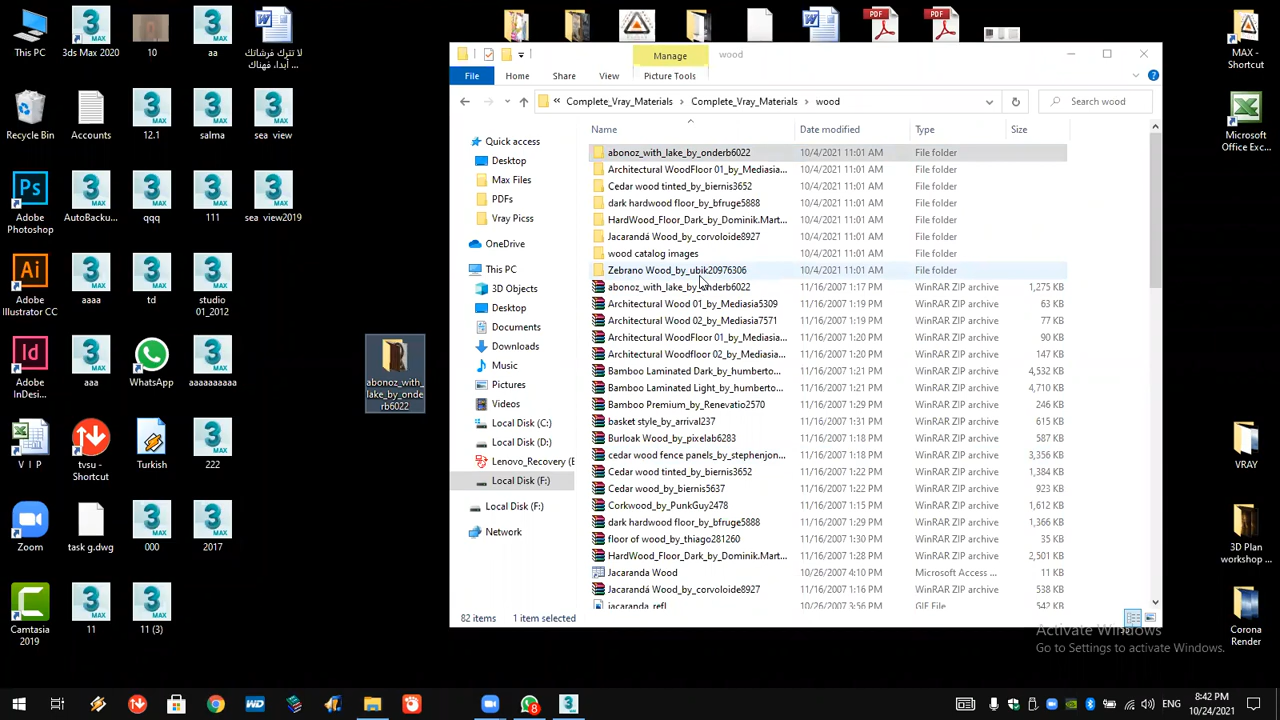 This PC
3ds Max 2020
10
aa
لا تترك فرشاتك
أبدا، فهناك ...
MAX -
Shortcut
Manage
wood
File
Home
Share
View
Picture Tools
« Complete_Vray_Materials > Complete_Vray_Materials > wood
Search wood
Name
Date modified
Type
Size
Recycle Bin
Accounts
12.1
salma
sea view
Microsoft
Office Exc...
Adobe
Photoshop
AutoBacku...
qqq
111
sea view2019
Adobe
Illustrator CC
aaaa
td
studio
01_2012
Adobe
InDesi...
aaa
WhatsApp
aaaaaaaaaa
abonoz_with_
lake_by_onde
rb6022
V I P
tvsu -
Shortcut
Turkish
222
VRAY
Zoom
task g.dwg
000
2017
3D Plan
workshop ...
Camtasia
2019
11
11 (3)
Corona
Render
Quick access
Desktop
Max Files
PDFs
Vray Picss
OneDrive
This PC
3D Objects
Desktop
Documents
Downloads
Music
Pictures
Videos
Local Disk (C:)
Local Disk (D:)
Lenovo_Recovery (E
Local Disk (F:)
Local Disk (F:)
Network
abonoz_with_lake_by_onderb6022 10/4/2021 11:01 AM File folder
Architectural WoodFloor 01_by_Mediasia... 10/4/2021 11:01 AM File folder
Cedar wood tinted_by_biernis3652 10/4/2021 11:01 AM File folder
dark hardwood floor_by_bfruge5888 10/4/2021 11:01 AM File folder
HardWood_Floor_Dark_by_Dominik.Mart... 10/4/2021 11:01 AM File folder
Jacarandá Wood_by_corvoloide8927 10/4/2021 11:01 AM File folder
wood catalog images 10/4/2021 11:01 AM File folder
Zebrano Wood_by_ubik20976306 10/4/2021 11:01 AM File folder
abonoz_with_lake_by_onderb6022 11/16/2007 1:17 PM WinRAR ZIP archive 1,275 KB
Architectural Wood 01_by_Mediasia5309 11/16/2007 1:19 PM WinRAR ZIP archive 63 KB
Architectural Wood 02_by_Mediasia7571 11/16/2007 1:19 PM WinRAR ZIP archive 77 KB
Architectural WoodFloor 01_by_Mediasia... 11/16/2007 1:20 PM WinRAR ZIP archive 90 KB
Architectural Woodfloor 02_by_Mediasia... 11/16/2007 1:20 PM WinRAR ZIP archive 147 KB
Bamboo Laminated Dark_by_humberto... 11/16/2007 1:21 PM WinRAR ZIP archive 4,532 KB
Bamboo Laminated Light_by_humberto... 11/16/2007 1:21 PM WinRAR ZIP archive 4,710 KB
Bamboo Premium_by_Renevatio2570 11/16/2007 1:21 PM WinRAR ZIP archive 246 KB
basket style_by_arrival237 11/16/2007 1:31 PM WinRAR ZIP archive 615 KB
Burloak Wood_by_pixelab6283 11/16/2007 1:18 PM WinRAR ZIP archive 587 KB
cedar wood fence panels_by_stephenjon... 11/16/2007 1:18 PM WinRAR ZIP archive 3,356 KB
Cedar wood tinted_by_biernis3652 11/16/2007 1:22 PM WinRAR ZIP archive 1,384 KB
Cedar wood_by_biernis5637 11/16/2007 1:22 PM WinRAR ZIP archive 923 KB
Corkwood_by_PunkGuy2478 11/16/2007 1:15 PM WinRAR ZIP archive 1,612 KB
dark hardwood floor_by_bfruge5888 11/16/2007 1:29 PM WinRAR ZIP archive 1,366 KB
floor of wood_by_thiago281260 11/16/2007 1:30 PM WinRAR ZIP archive 35 KB
HardWood_Floor_Dark_by_Dominik.Mart... 11/16/2007 1:28 PM WinRAR ZIP archive 2,501 KB
Jacaranda Wood 10/26/2007 4:10 PM Microsoft Access ... 11 KB
Jacarandá Wood_by_corvoloide8927 11/16/2007 1:16 PM WinRAR ZIP archive 538 KB
jacaranda_refl 10/26/2007 3:56 PM GIF File 542 KB
82 items
1 item selected
Activate Windows
Go to Settings to activate Windows.
ENG
8:42 PM
10/24/2021